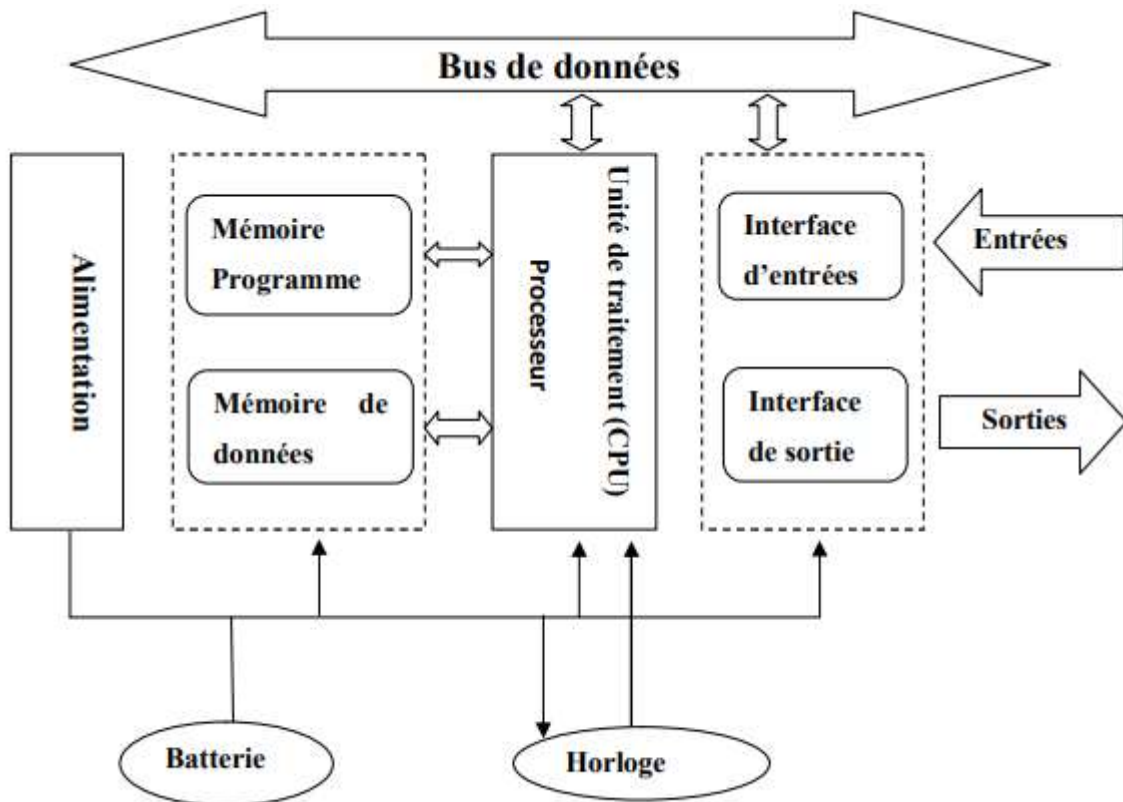 Bus de données
Alimentation
Mémoire
Programme
Mémoire de
données
Processeur
Unité de traitement (CPU)
Interface
d'entrées
Interface
de sortie
Entrées
Sorties
Batterie
Horloge